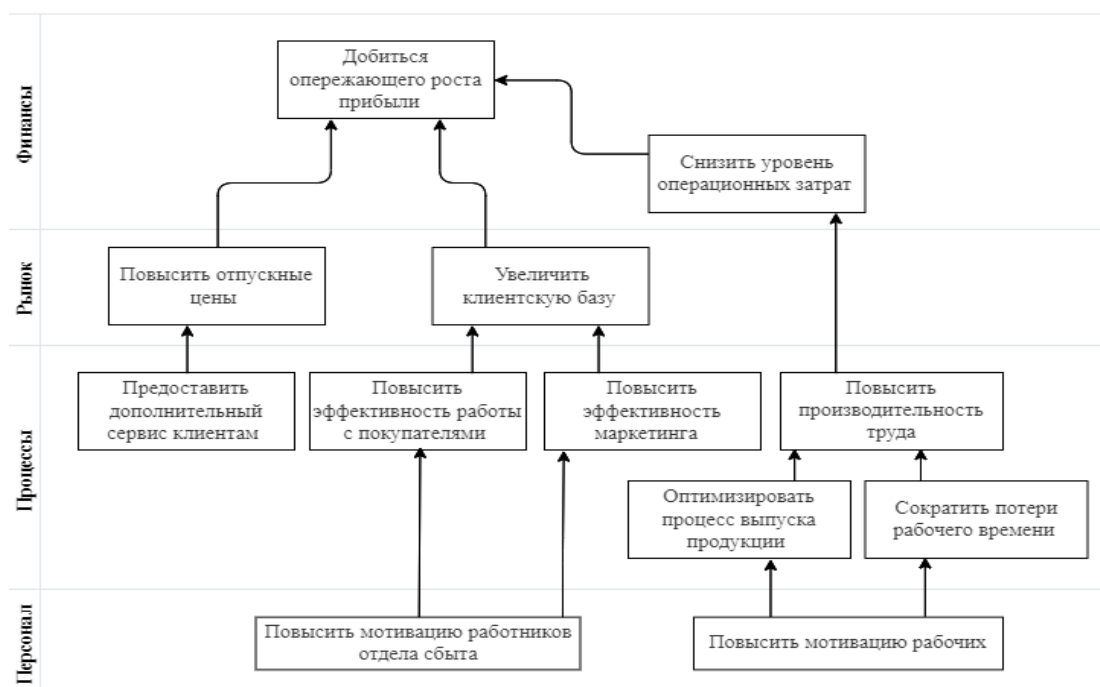 Финансы
Добиться
опережающего роста
прибыли
Снизить уровень
операционных затрат
Рынок
Повысить отпускные
цены
Увеличить
клиентскую базу
Процессы
Предоставить
дополнительный
сервис клиентам
Повысить
эффективность работы
с покупателями
Повысить
эффективность
маркетинга
Повысить
производительность
труда
Оптимизировать
процесс выпуска
продукции
Сократить потери
рабочего времени
Персонал
Повысить мотивацию работников
отдела сбыта
Повысить мотивацию рабочих